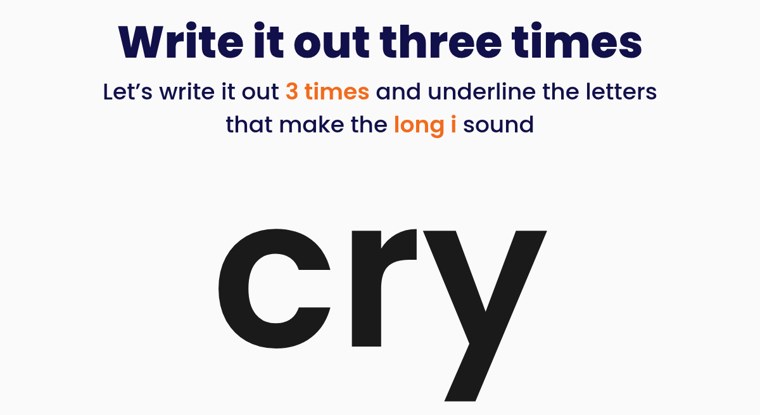 Write it out three times
Let’s write it out 3 times and underline the letters
that make the long i sound
cry